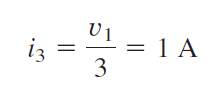 i₃ = v₁/3 = 1 A